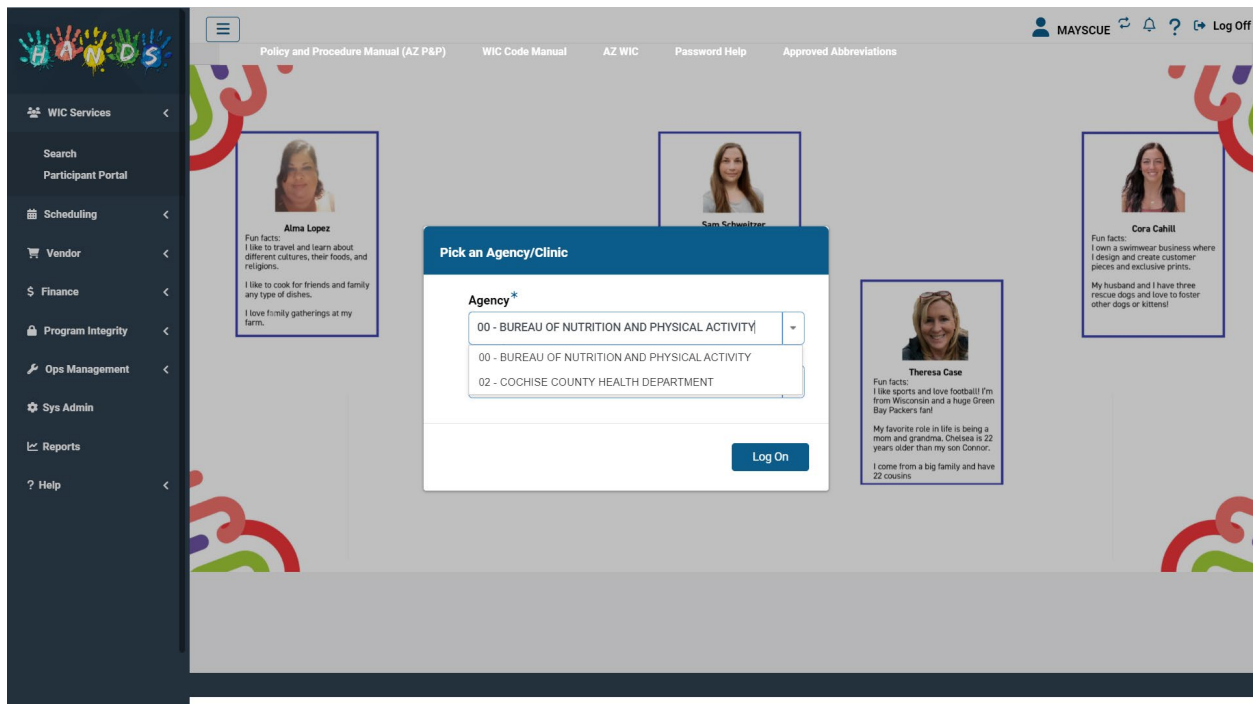 HANDS
MAYSCUE
Log Off
Policy and Procedure Manual (AZ P&P)
WIC Code Manual
AZ WIC
Password Help
Approved Abbreviations
WIC Services
Search
Participant Portal
Scheduling
Vendor
$ Finance
Program Integrity
Ops Management
Sys Admin
Reports
? Help
Alma Lopez
Fun facts:
I like to travel and learn about
different cultures, their foods, and
religions.
I like to cook for friends and family
any type of dishes.
I love family gatherings at my
farm.
Sam Schweitzer
Pick an Agency/Clinic
Agency*
00 - BUREAU OF NUTRITION AND PHYSICAL ACTIVITY
00 - BUREAU OF NUTRITION AND PHYSICAL ACTIVITY
02 - COCHISE COUNTY HEALTH DEPARTMENT
Log On
Theresa Case
Fun facts:
I like sports and love football! I'm
from Wisconsin and a huge Green
Bay Packers fan!
My favorite role in life is being a
mom and grandma. Chelsea is 22
years older than my son Connor.
I come from a big family and have
22 cousins
Cora Cahill
Fun facts:
I own a swimwear business where
I design and create customer
pieces and exclusive prints.
My husband and I have three
rescue dogs and love to foster
other dogs or kittens!